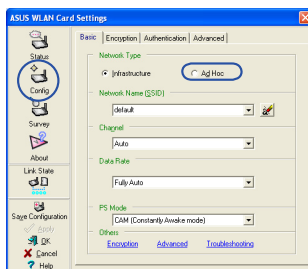 ASUS WLAN Card Settings
Status
Config
Survey
About
Link State
Save Configuration
Apply
OK
Cancel
Help
Basic Encryption Authentication Advanced
Network Type
Infrastructure Ad Hoc
Network Name (SSID)
default
Channel
Auto
Data Rate
Fully Auto
PS Mode
CAM (Constantly Awake mode)
Others
Encryption Advanced Troubleshooting